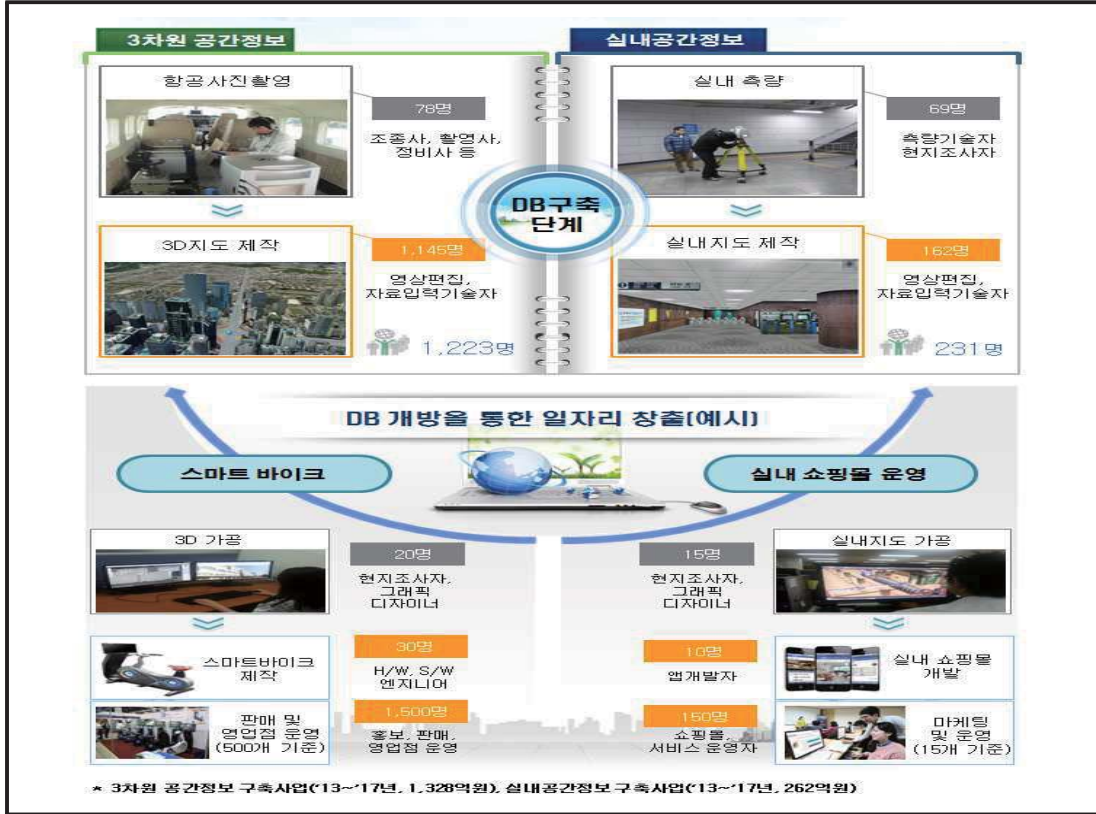 3차원 공간정보
실내공간정보
항공사진촬영
78명
조종사, 촬영사,
정비사 등
실내 측량
69명
측량기술자
현지조사자
DB구축
단계
3D지도 제작
1,145명
영상편집,
자료입력기술자
1,223명
실내지도 제작
162명
영상편집,
자료입력기술자
231명
DB 개방을 통한 일자리 창출(예시)
스마트 바이크
실내 쇼핑몰 운영
3D 가공
20명
현지조사자,
그래픽
디자이너
15명
현지조사자,
그래픽
디자이너
실내지도 가공
스마트바이크
제작
30명
H/W, S/W
엔지니어
10명
앱개발자
실내 쇼핑몰
개발
판매 및
영업점 운영
(500개 기준)
1,500명
홍보, 판매,
영업점 운영
150명
쇼핑몰,
서비스 운영자
마케팅
및 운영
(15개 기준)
* 3차원 공간정보 구축사업('13~'17년, 1,328억원), 실내공간정보 구축사업('13~'17년, 262억원)